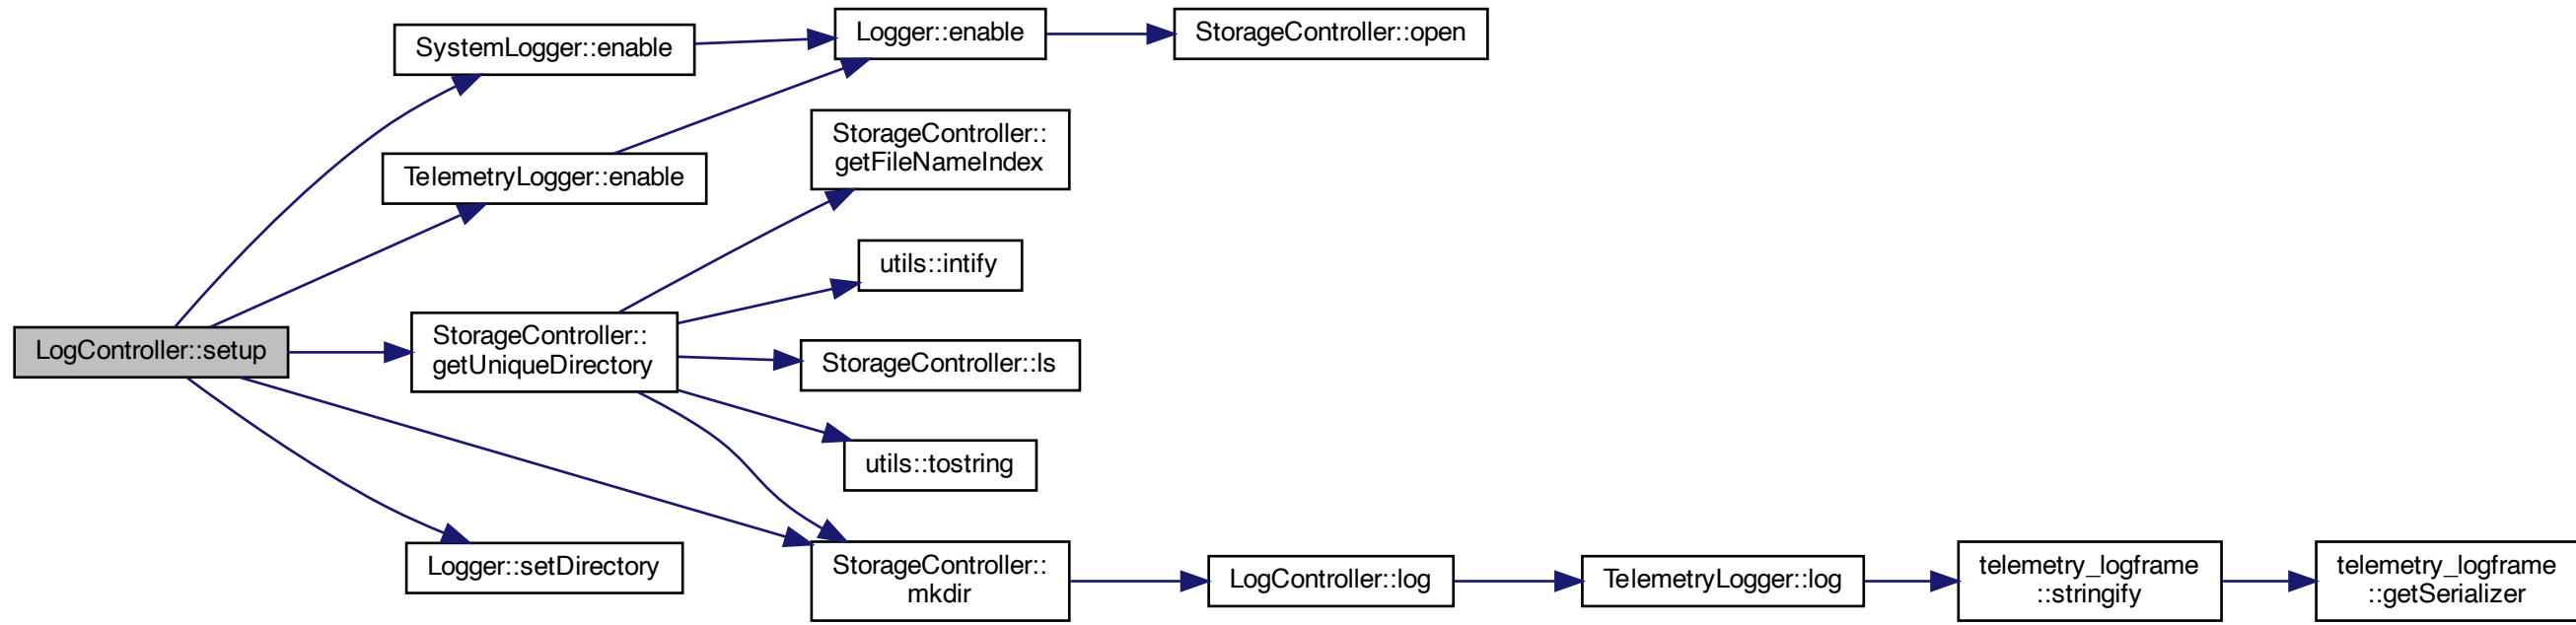 LogController::setup
SystemLogger::enable
Logger::enable
StorageController::open
TelemetryLogger::enable
StorageController::
getUniqueDirectory
StorageController::
getFileNameIndex
utils::intify
StorageController::ls
utils::tostring
StorageController::
mkdir
LogController::log
TelemetryLogger::log
telemetry_logframe
::stringify
telemetry_logframe
::getSerializer
Logger::setDirectory